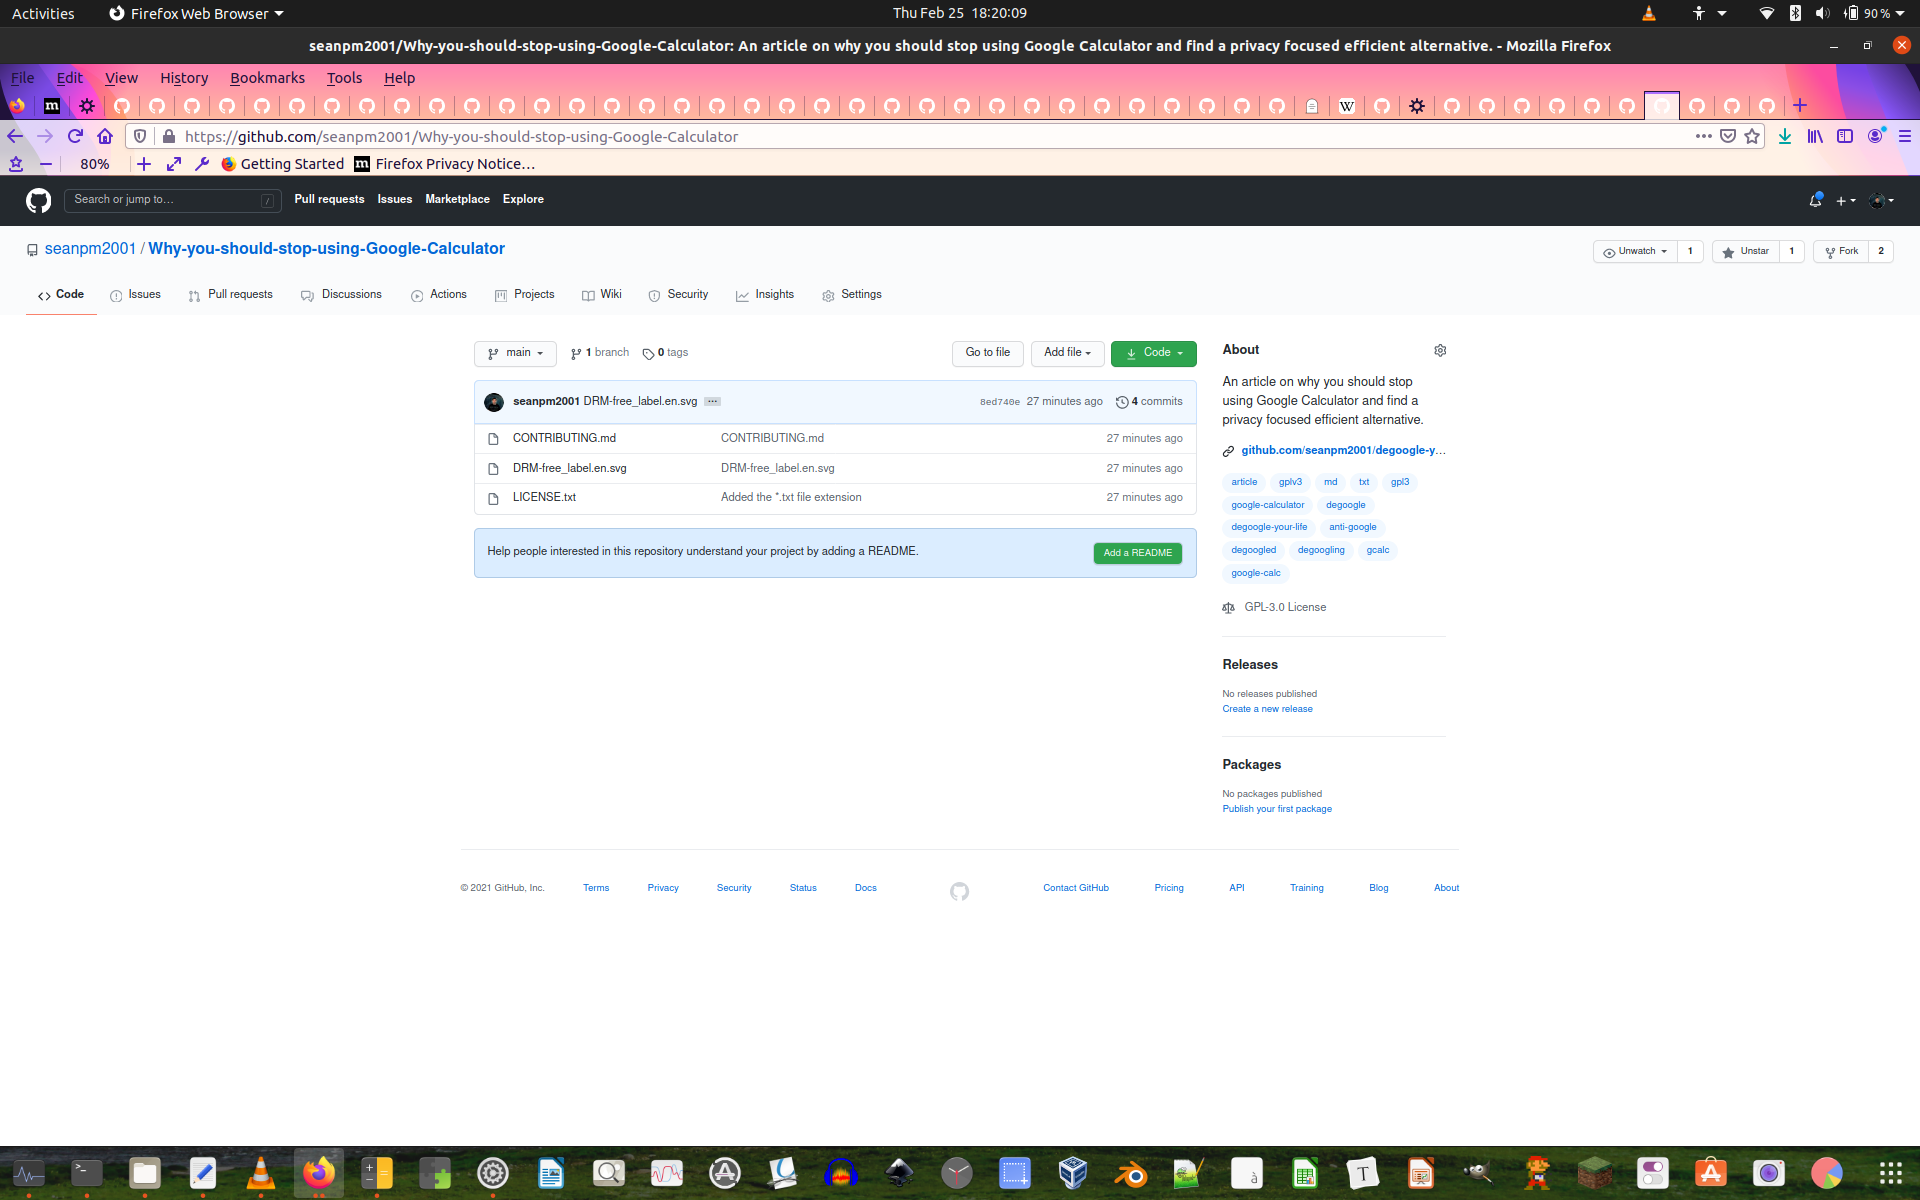 Activities Firefox Web Browser Thu Feb 25 18:20:09 90 %
seanpm2001/Why-you-should-stop-using-Google-Calculator: An article on why you should stop using Google Calculator and find a privacy focused efficient alternative. - Mozilla Firefox
File Edit View History Bookmarks Tools Help
https://github.com/seanpm2001/Why-you-should-stop-using-Google-Calculator
80% Getting Started Firefox Privacy Notice…
Search or jump to… / Pull requests Issues Marketplace Explore
seanpm2001 / Why-you-should-stop-using-Google-Calculator Unwatch 1 Unstar 1 Fork 2
Code Issues Pull requests Discussions Actions Projects Wiki Security Insights Settings
main 1 branch 0 tags Go to file Add file Code
seanpm2001 DRM-free_label.en.svg ... 8ed740e 27 minutes ago 4 commits
CONTRIBUTING.md CONTRIBUTING.md 27 minutes ago
DRM-free_label.en.svg DRM-free_label.en.svg 27 minutes ago
LICENSE.txt Added the *.txt file extension 27 minutes ago
Help people interested in this repository understand your project by adding a README. Add a README
About
An article on why you should stop
using Google Calculator and find a
privacy focused efficient alternative.
github.com/seanpm2001/degoogle-y…
article gplv3 md txt gpl3
google-calculator degoogle
degoogle-your-life anti-google
degoogled degoogling gcalc
google-calc
GPL-3.0 License
Releases
No releases published
Create a new release
Packages
No packages published
Publish your first package
© 2021 GitHub, Inc. Terms Privacy Security Status Docs Contact GitHub Pricing API Training Blog About